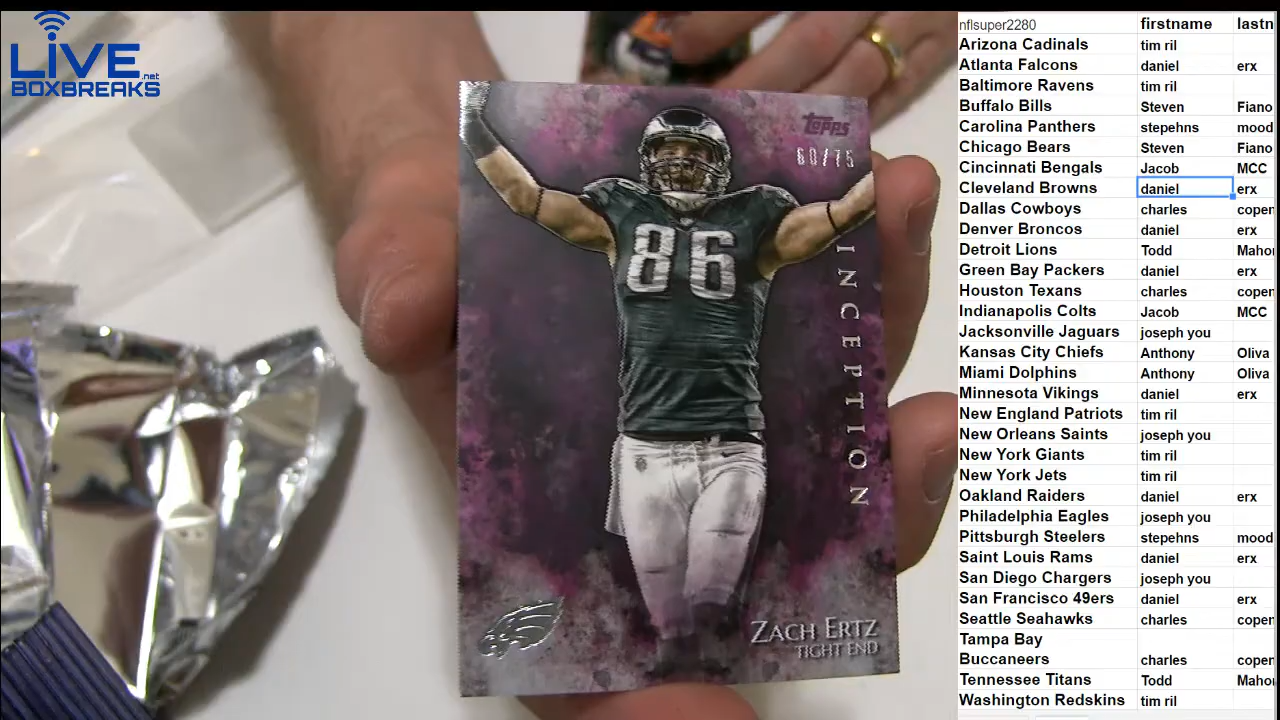 LIVE
.net
BOXBREAKS
TOPPS
60/75
86
INCEPTION
ZACH ERTZ
TIGHT END
nflsuper2280 firstname lastn
Arizona Cadinals tim ril
Atlanta Falcons daniel erx
Baltimore Ravens tim ril
Buffalo Bills Steven Fiano
Carolina Panthers stepehns mood
Chicago Bears Steven Fiano
Cincinnati Bengals Jacob MCC
Cleveland Browns daniel erx
Dallas Cowboys charles copen
Denver Broncos daniel erx
Detroit Lions Todd Mahor
Green Bay Packers daniel erx
Houston Texans charles copen
Indianapolis Colts Jacob MCC
Jacksonville Jaguars joseph you
Kansas City Chiefs Anthony Oliva
Miami Dolphins Anthony Oliva
Minnesota Vikings daniel erx
New England Patriots tim ril
New Orleans Saints joseph you
New York Giants tim ril
New York Jets tim ril
Oakland Raiders daniel erx
Philadelphia Eagles joseph you
Pittsburgh Steelers stepehns mood
Saint Louis Rams daniel erx
San Diego Chargers joseph you
San Francisco 49ers daniel erx
Seattle Seahawks charles copen
Tampa Bay
Buccaneers charles copen
Tennessee Titans Todd Mahor
Washington Redskins tim ril